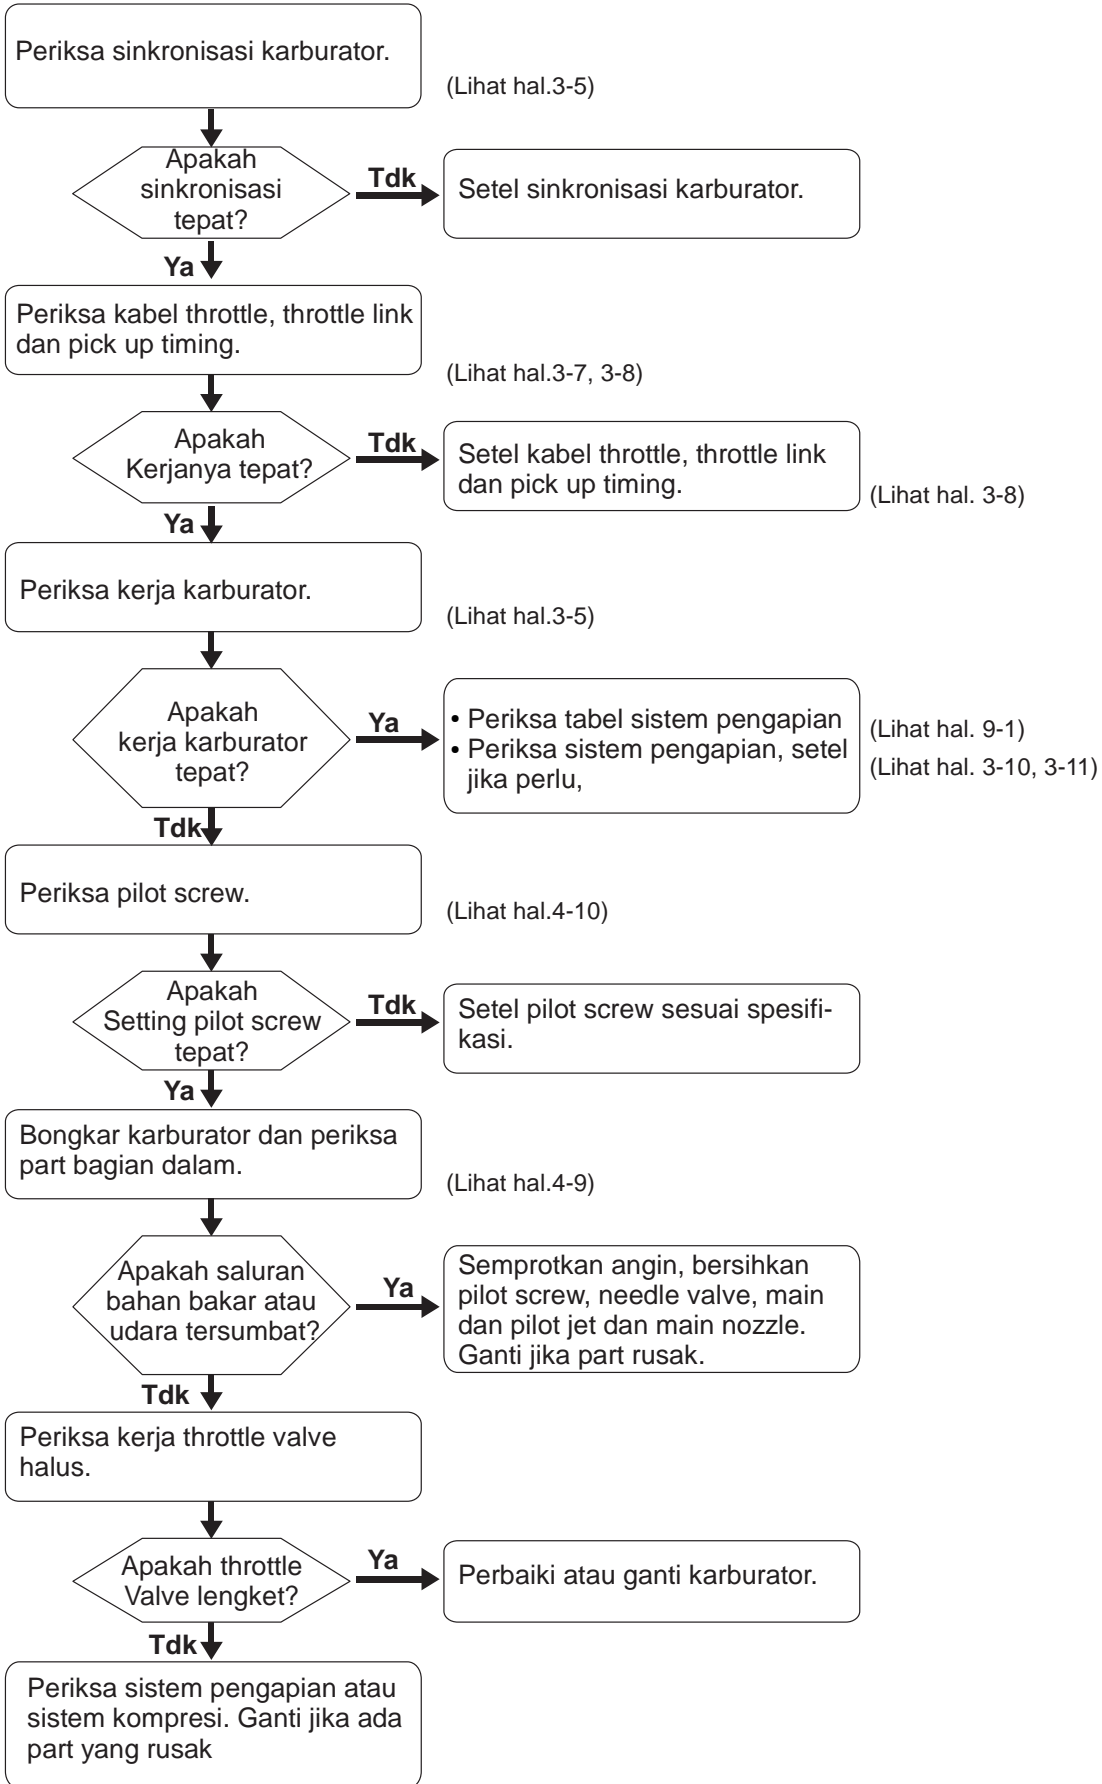 Periksa sinkronisasi karburator.
(Lihat hal.3-5)
Apakah
sinkronisasi
tepat?
Tdk
Setel sinkronisasi karburator.
Ya
Periksa kabel throttle, throttle link
dan pick up timing.
(Lihat hal.3-7, 3-8)
Apakah
Kerjanya tepat?
Tdk
Setel kabel throttle, throttle link
dan pick up timing.
(Lihat hal. 3-8)
Ya
Periksa kerja karburator.
(Lihat hal.3-5)
Apakah
kerja karburator
tepat?
Ya
• Periksa tabel sistem pengapian
• Periksa sistem pengapian, setel
jika perlu,
(Lihat hal. 9-1)
(Lihat hal. 3-10, 3-11)
Tdk
Periksa pilot screw.
(Lihat hal.4-10)
Apakah
Setting pilot screw
tepat?
Tdk
Setel pilot screw sesuai spesifi-
kasi.
Ya
Bongkar karburator dan periksa
part bagian dalam.
(Lihat hal.4-9)
Apakah saluran
bahan bakar atau
udara tersumbat?
Ya
Semprotkan angin, bersihkan
pilot screw, needle valve, main
dan pilot jet dan main nozzle.
Ganti jika part rusak.
Tdk
Periksa kerja throttle valve
halus.
Apakah throttle
Valve lengket?
Ya
Perbaiki atau ganti karburator.
Tdk
Periksa sistem pengapian atau
sistem kompresi. Ganti jika ada
part yang rusak